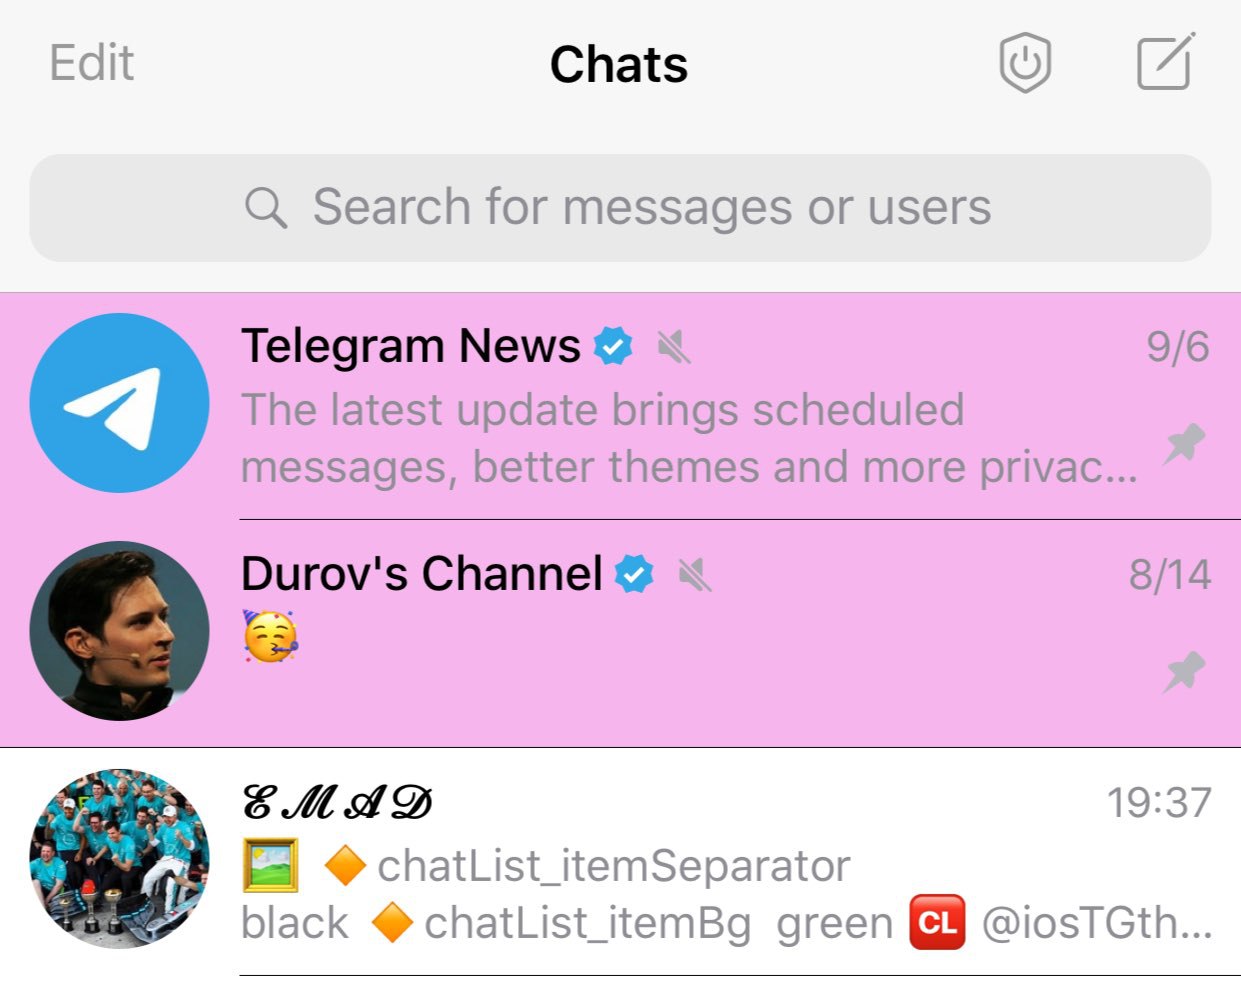 Edit
Chats
Search for messages or users
Telegram News
9/6
The latest update brings scheduled
messages, better themes and more privac...
Durov's Channel
8/14
🥳
ℰℳ𝒜𝒟
19:37
🖼 🔶chatList_itemSeparator
black 🔶chatList_itemBg green 🆑 @iosTGth...